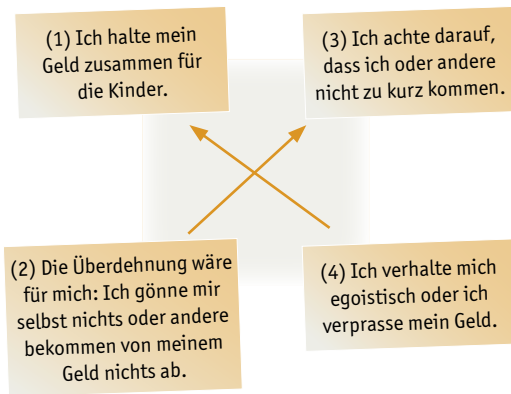 (1) Ich halte mein
Geld zusammen für
die Kinder.
(3) Ich achte darauf,
dass ich oder andere
nicht zu kurz kommen.
(2) Die Überdehnung wäre
für mich: Ich gönne mir
selbst nichts oder andere
bekommen von meinem
Geld nichts ab.
(4) Ich verhalte mich
egoistisch oder ich
verprasse mein Geld.